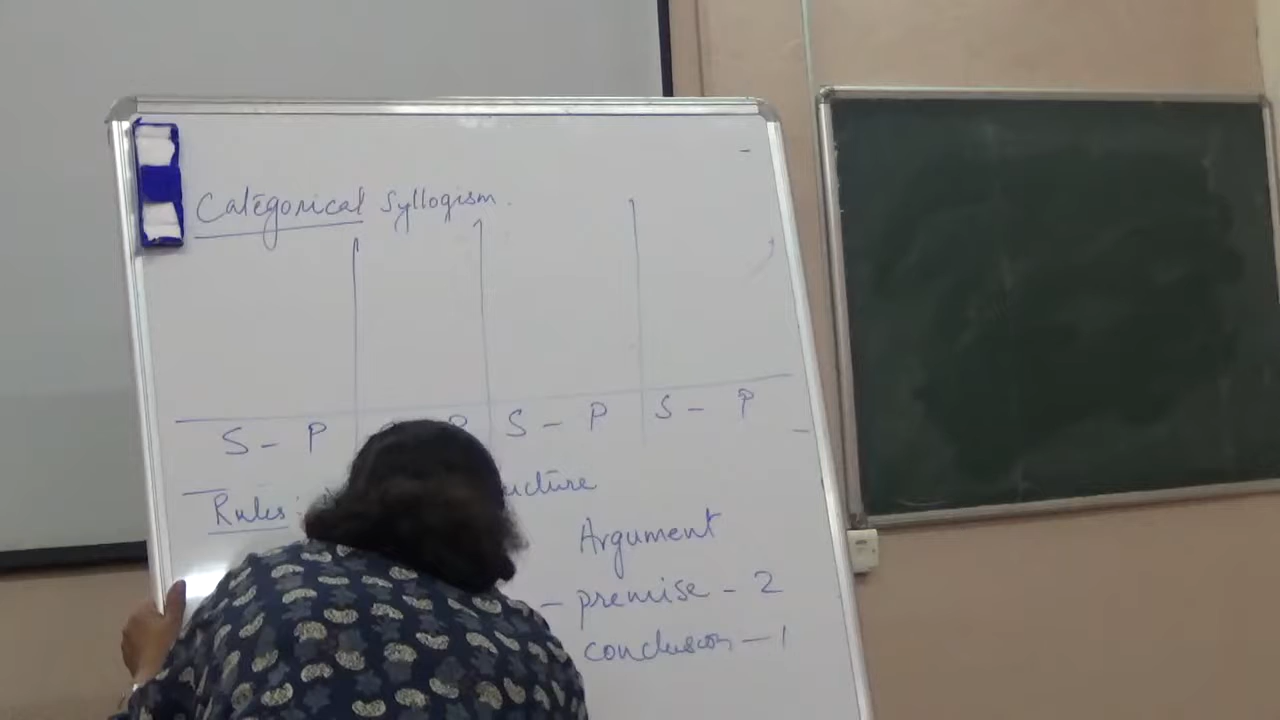 Categorical Syllogism.
S - P P S - P S - P
Rules:
Argument
- premise - 2
conclusion - 1